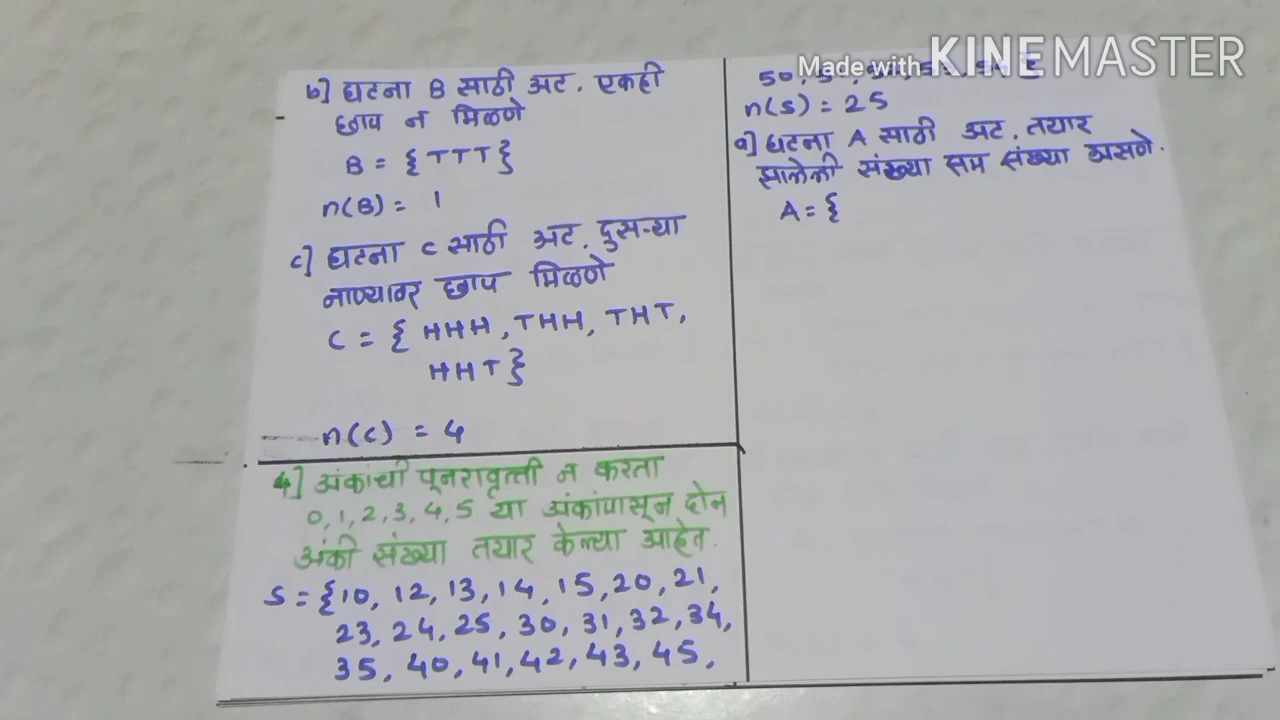 b] घटना B साठी अट. एकही
छाप न मिळणे
B = { TTT }
n(B) = 1
c] घटना C साठी अट. दुसऱ्या
नाण्यावर छाप मिळणे
C = { HHH, THH, THT,
HHT}
n(C) = 4
4] अंकांची पूनरावृत्ती न करता
0, 1, 2, 3, 4, 5 या अंकांपासून दोन
अंकी संख्या तयार केल्या आहेत.
S = {10, 12, 13, 14, 15, 20, 21,
23, 24, 25, 30, 31, 32, 34,
35, 40, 41, 42, 43, 45,
Made with KINEMASTER
50,
n(S) = 25
a] घटना A साठी अट. तयार
झालेली संख्या सम संख्या असणे.
A = {